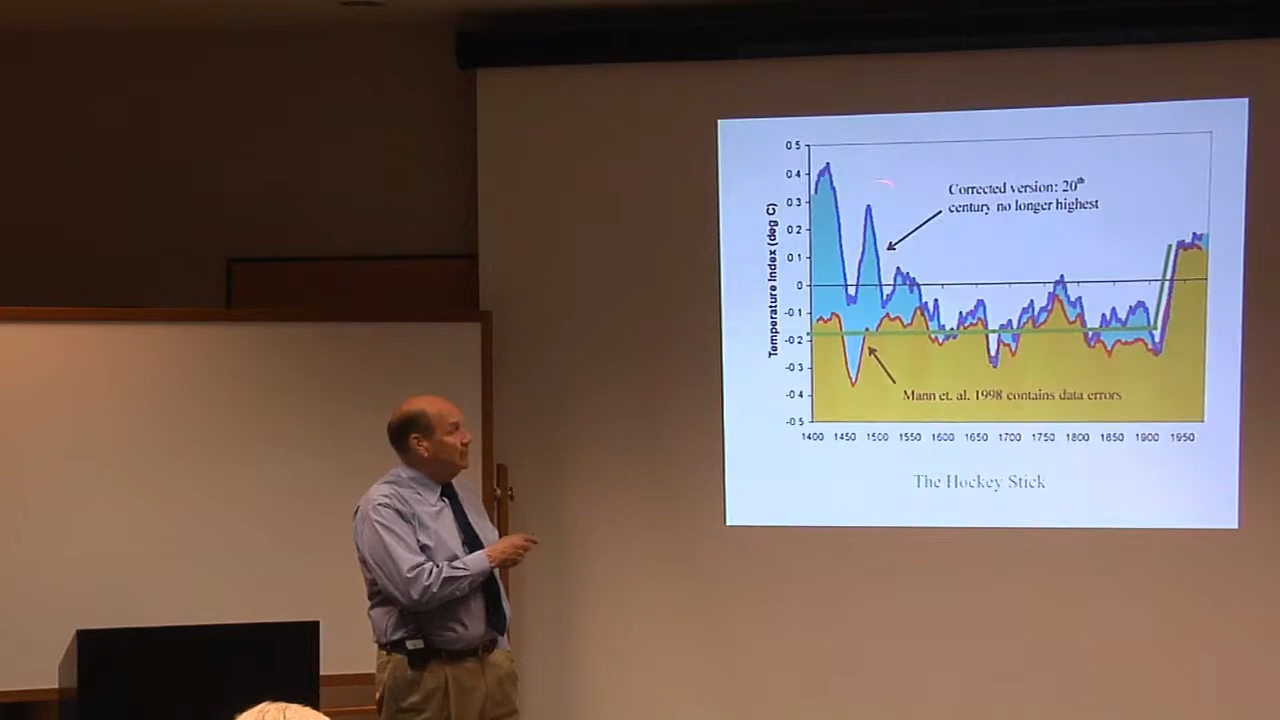 Temperature Index (deg C)
0.5
0.4
0.3
0.2
0.1
0
-0.1
-0.2
-0.3
-0.4
-0.5
Corrected version: 20th
century no longer highest
Mann et. al. 1998 contains data errors
1400 1450 1500 1550 1600 1650 1700 1750 1800 1850 1900 1950
The Hockey Stick